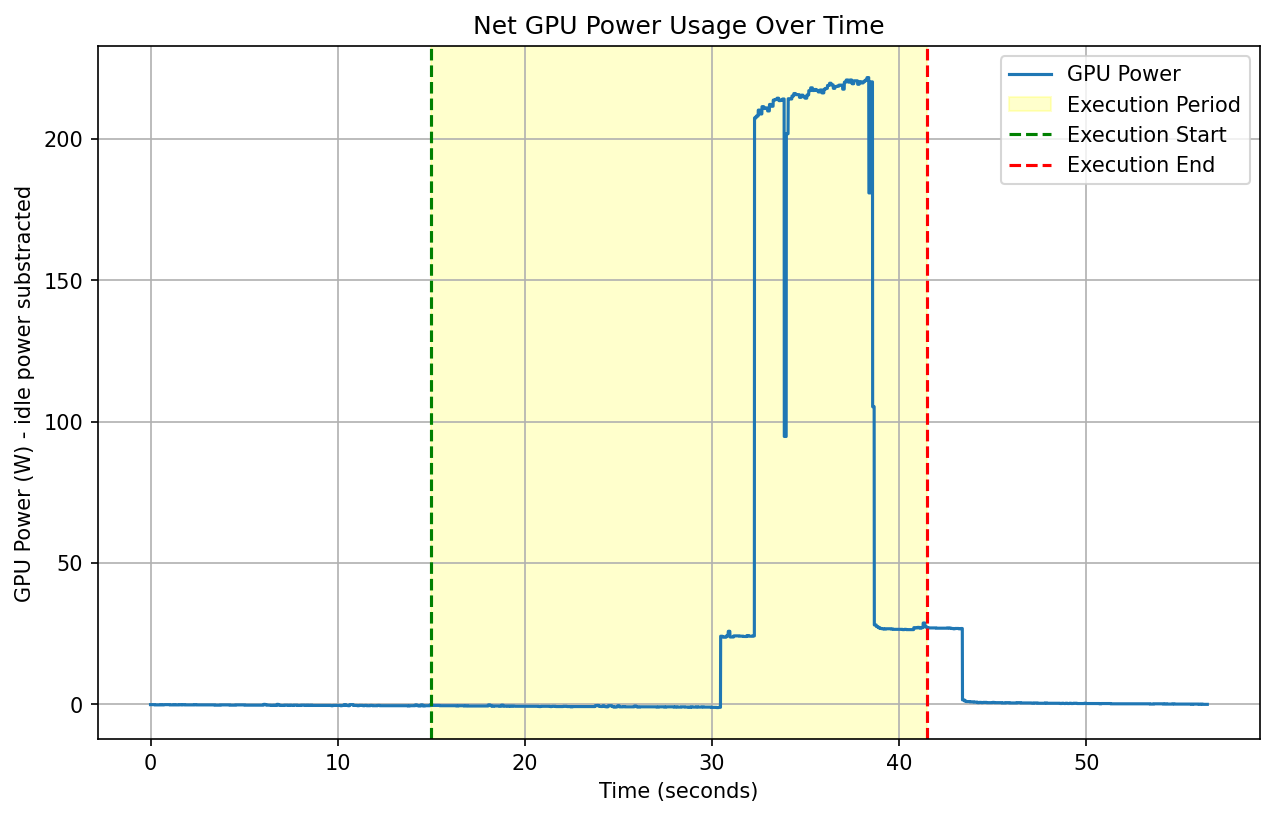 Net GPU Power Usage Over Time
GPU Power (W) - idle power substracted
200
150
100
50
0
GPU Power
Execution Period
Execution Start
Execution End
0 10 20 30 40 50
Time (seconds)